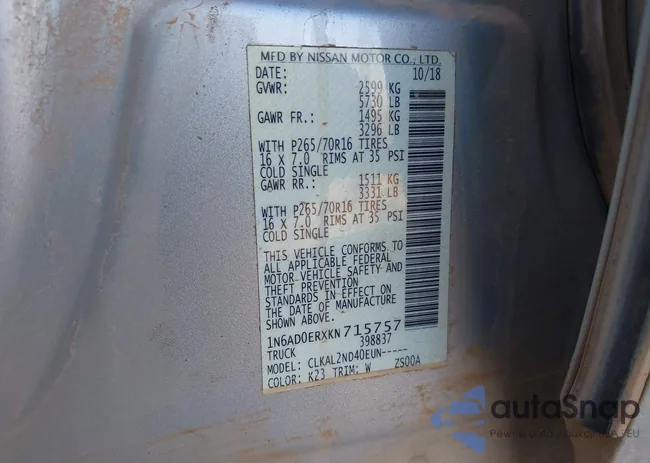 MFD BY NISSAN MOTOR CO., LTD.
DATE: 10/18
GVWR: 2599 KG
5730 LB
GAWR FR.: 1495 KG
3296 LB
WITH P265/70R16 TIRES
16 X 7.0 RIMS AT 35 PSI
COLD SINGLE
GAWR RR.: 1511 KG
3331 LB
WITH P265/70R16 TIRES
16 X 7.0 RIMS AT 35 PSI
COLD SINGLE
THIS VEHICLE CONFORMS TO
ALL APPLICABLE FEDERAL
MOTOR VEHICLE SAFETY AND
THEFT PREVENTION
STANDARDS IN EFFECT ON
THE DATE OF MANUFACTURE
SHOWN ABOVE.
1N6AD0ERXKN715757
TRUCK 398837
MODEL: CLKAL2ND40EUN-----
COLOR: K23 TRIM: W ZS00A
autoSnap